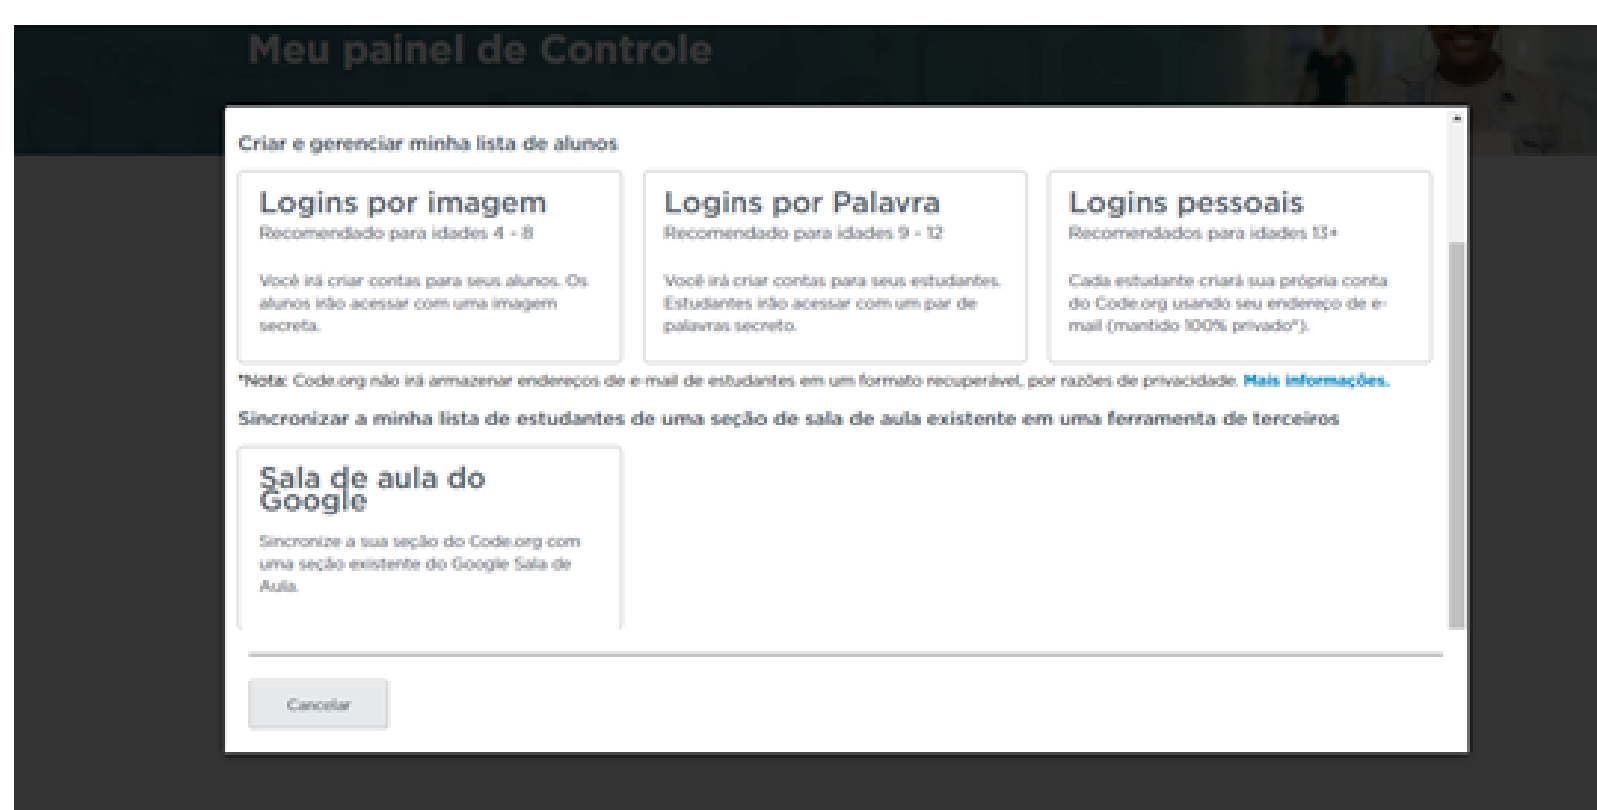 Meu painel de Controle
Criar e gerenciar minha lista de alunos
Logins por imagem
Recomendado para idades 4 - 8
Você irá criar contas para seus alunos. Os
alunos irão acessar com uma imagem
secreta.
Logins por Palavra
Recomendado para idades 9 - 12
Você irá criar contas para seus estudantes.
Estudantes irão acessar com um par de
palavras secreto.
Logins pessoais
Recomendados para idades 13+
Cada estudante criará sua própria conta
do Code.org usando seu endereço de e-
mail (mantido 100% privado*).
*Nota: Code.org não irá armazenar endereços de e-mail de estudantes em um formato recuperável, por razões de privacidade. Mais informações.
Sincronizar a minha lista de estudantes de uma seção de sala de aula existente em uma ferramenta de terceiros
Sala de aula do
Google
Sincronize a sua seção do Code.org com
uma seção existente do Google Sala de
Aula.
Cancelar